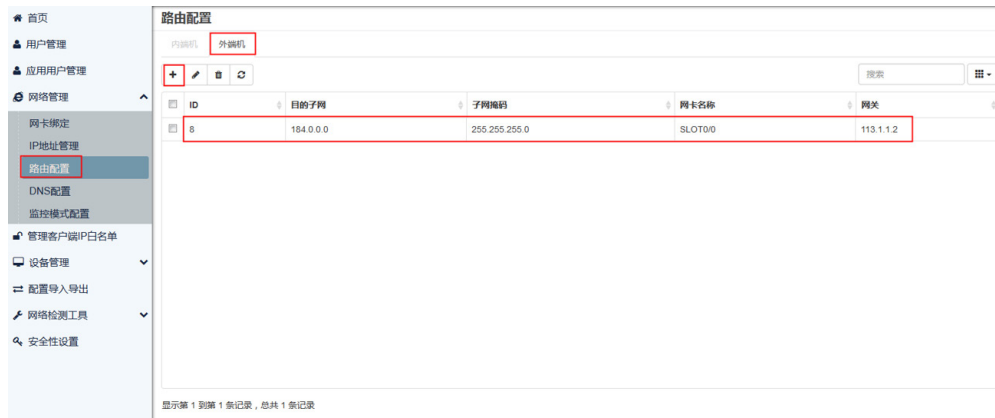 首页
用户管理
应用用户管理
网络管理
网卡绑定
IP地址管理
路由配置
DNS配置
监控模式配置
管理客户端IP白名单
设备管理
配置导入导出
网络检测工具
安全性设置
路由配置
内端机 外端机
搜索
ID 目的子网 子网掩码 网卡名称 网关
8 184.0.0.0 255.255.255.0 SLOT0/0 113.1.1.2
显示第 1 到第 1 条记录，总共 1 条记录